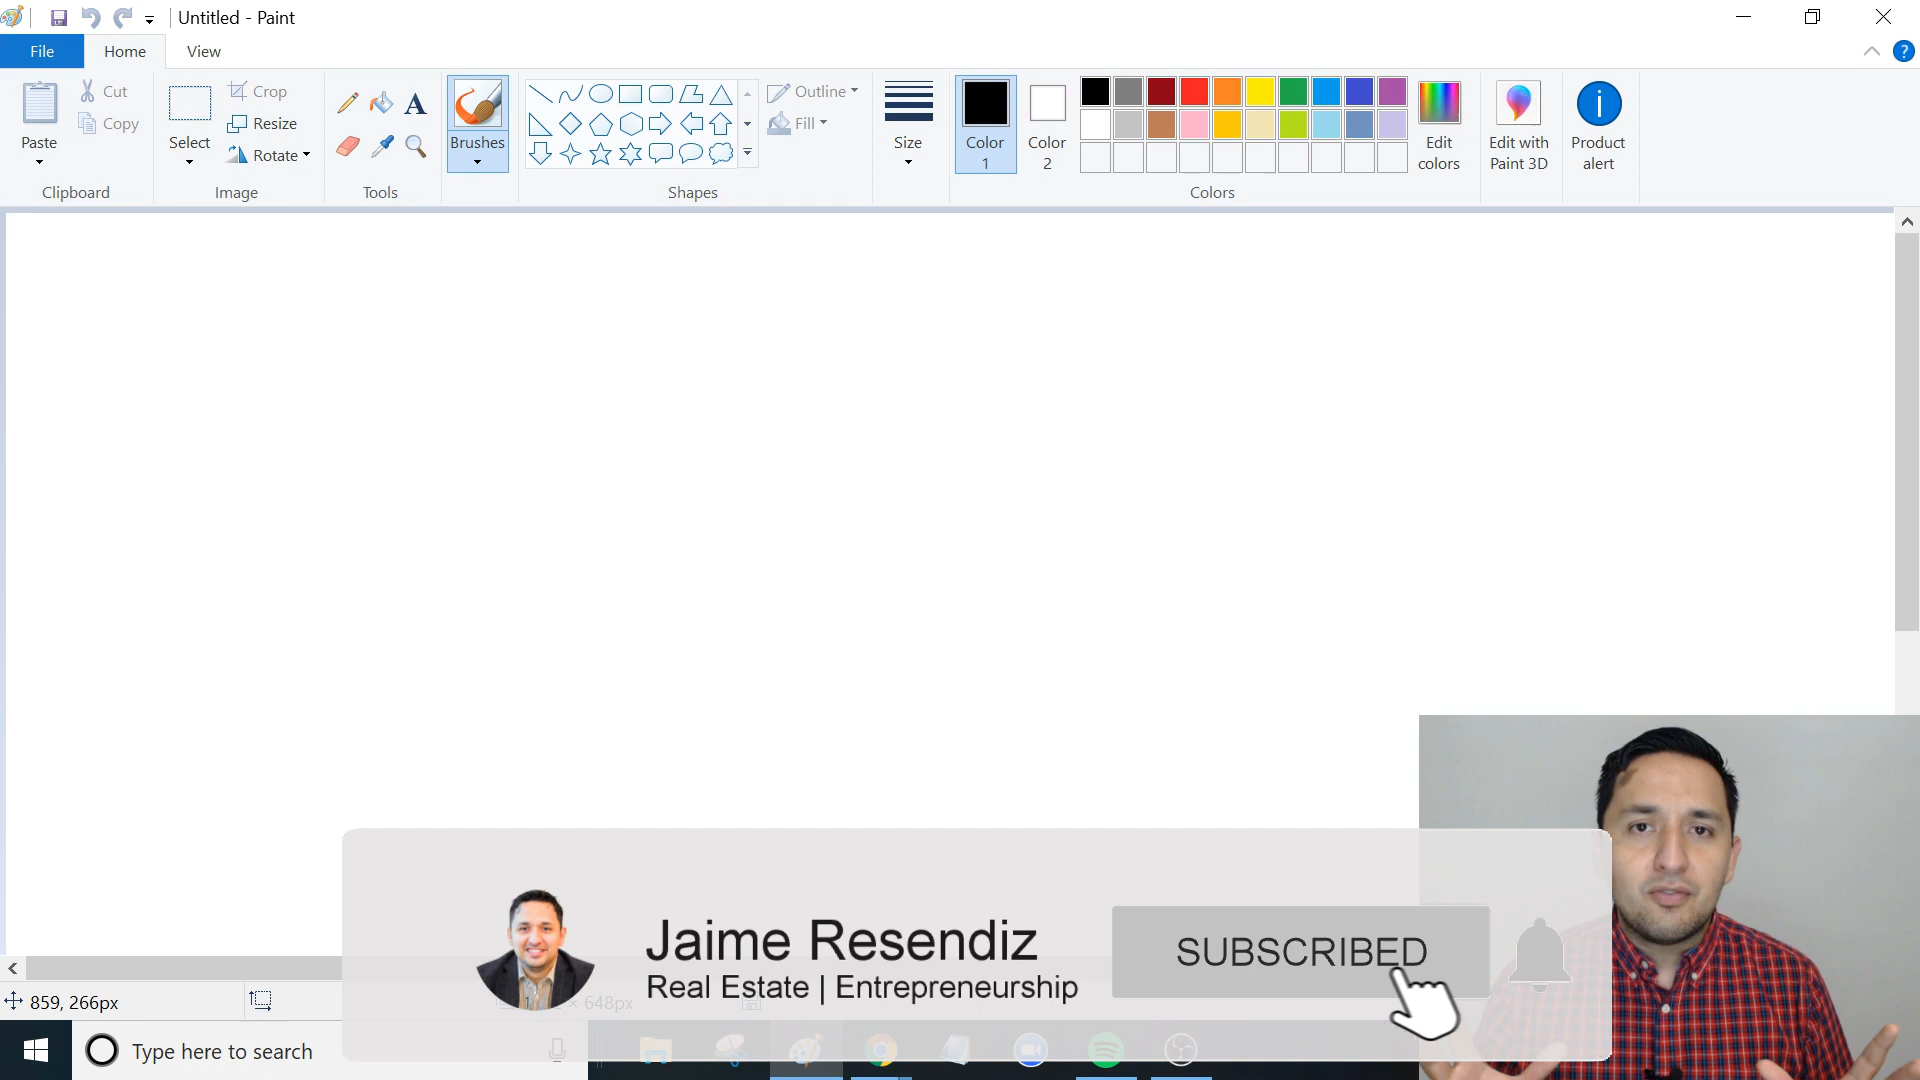 Untitled - Paint
File Home View
Paste
Cut
Copy
Clipboard
Select
Crop
Resize
Rotate
Image
Tools
Brushes
Shapes
Outline
Fill
Size
Color 1
Color 2
Colors
Edit colors
Edit with Paint 3D
Product alert
Jaime Resendiz
Real Estate | Entrepreneurship
SUBSCRIBED
859, 266px
× 648px
Type here to search